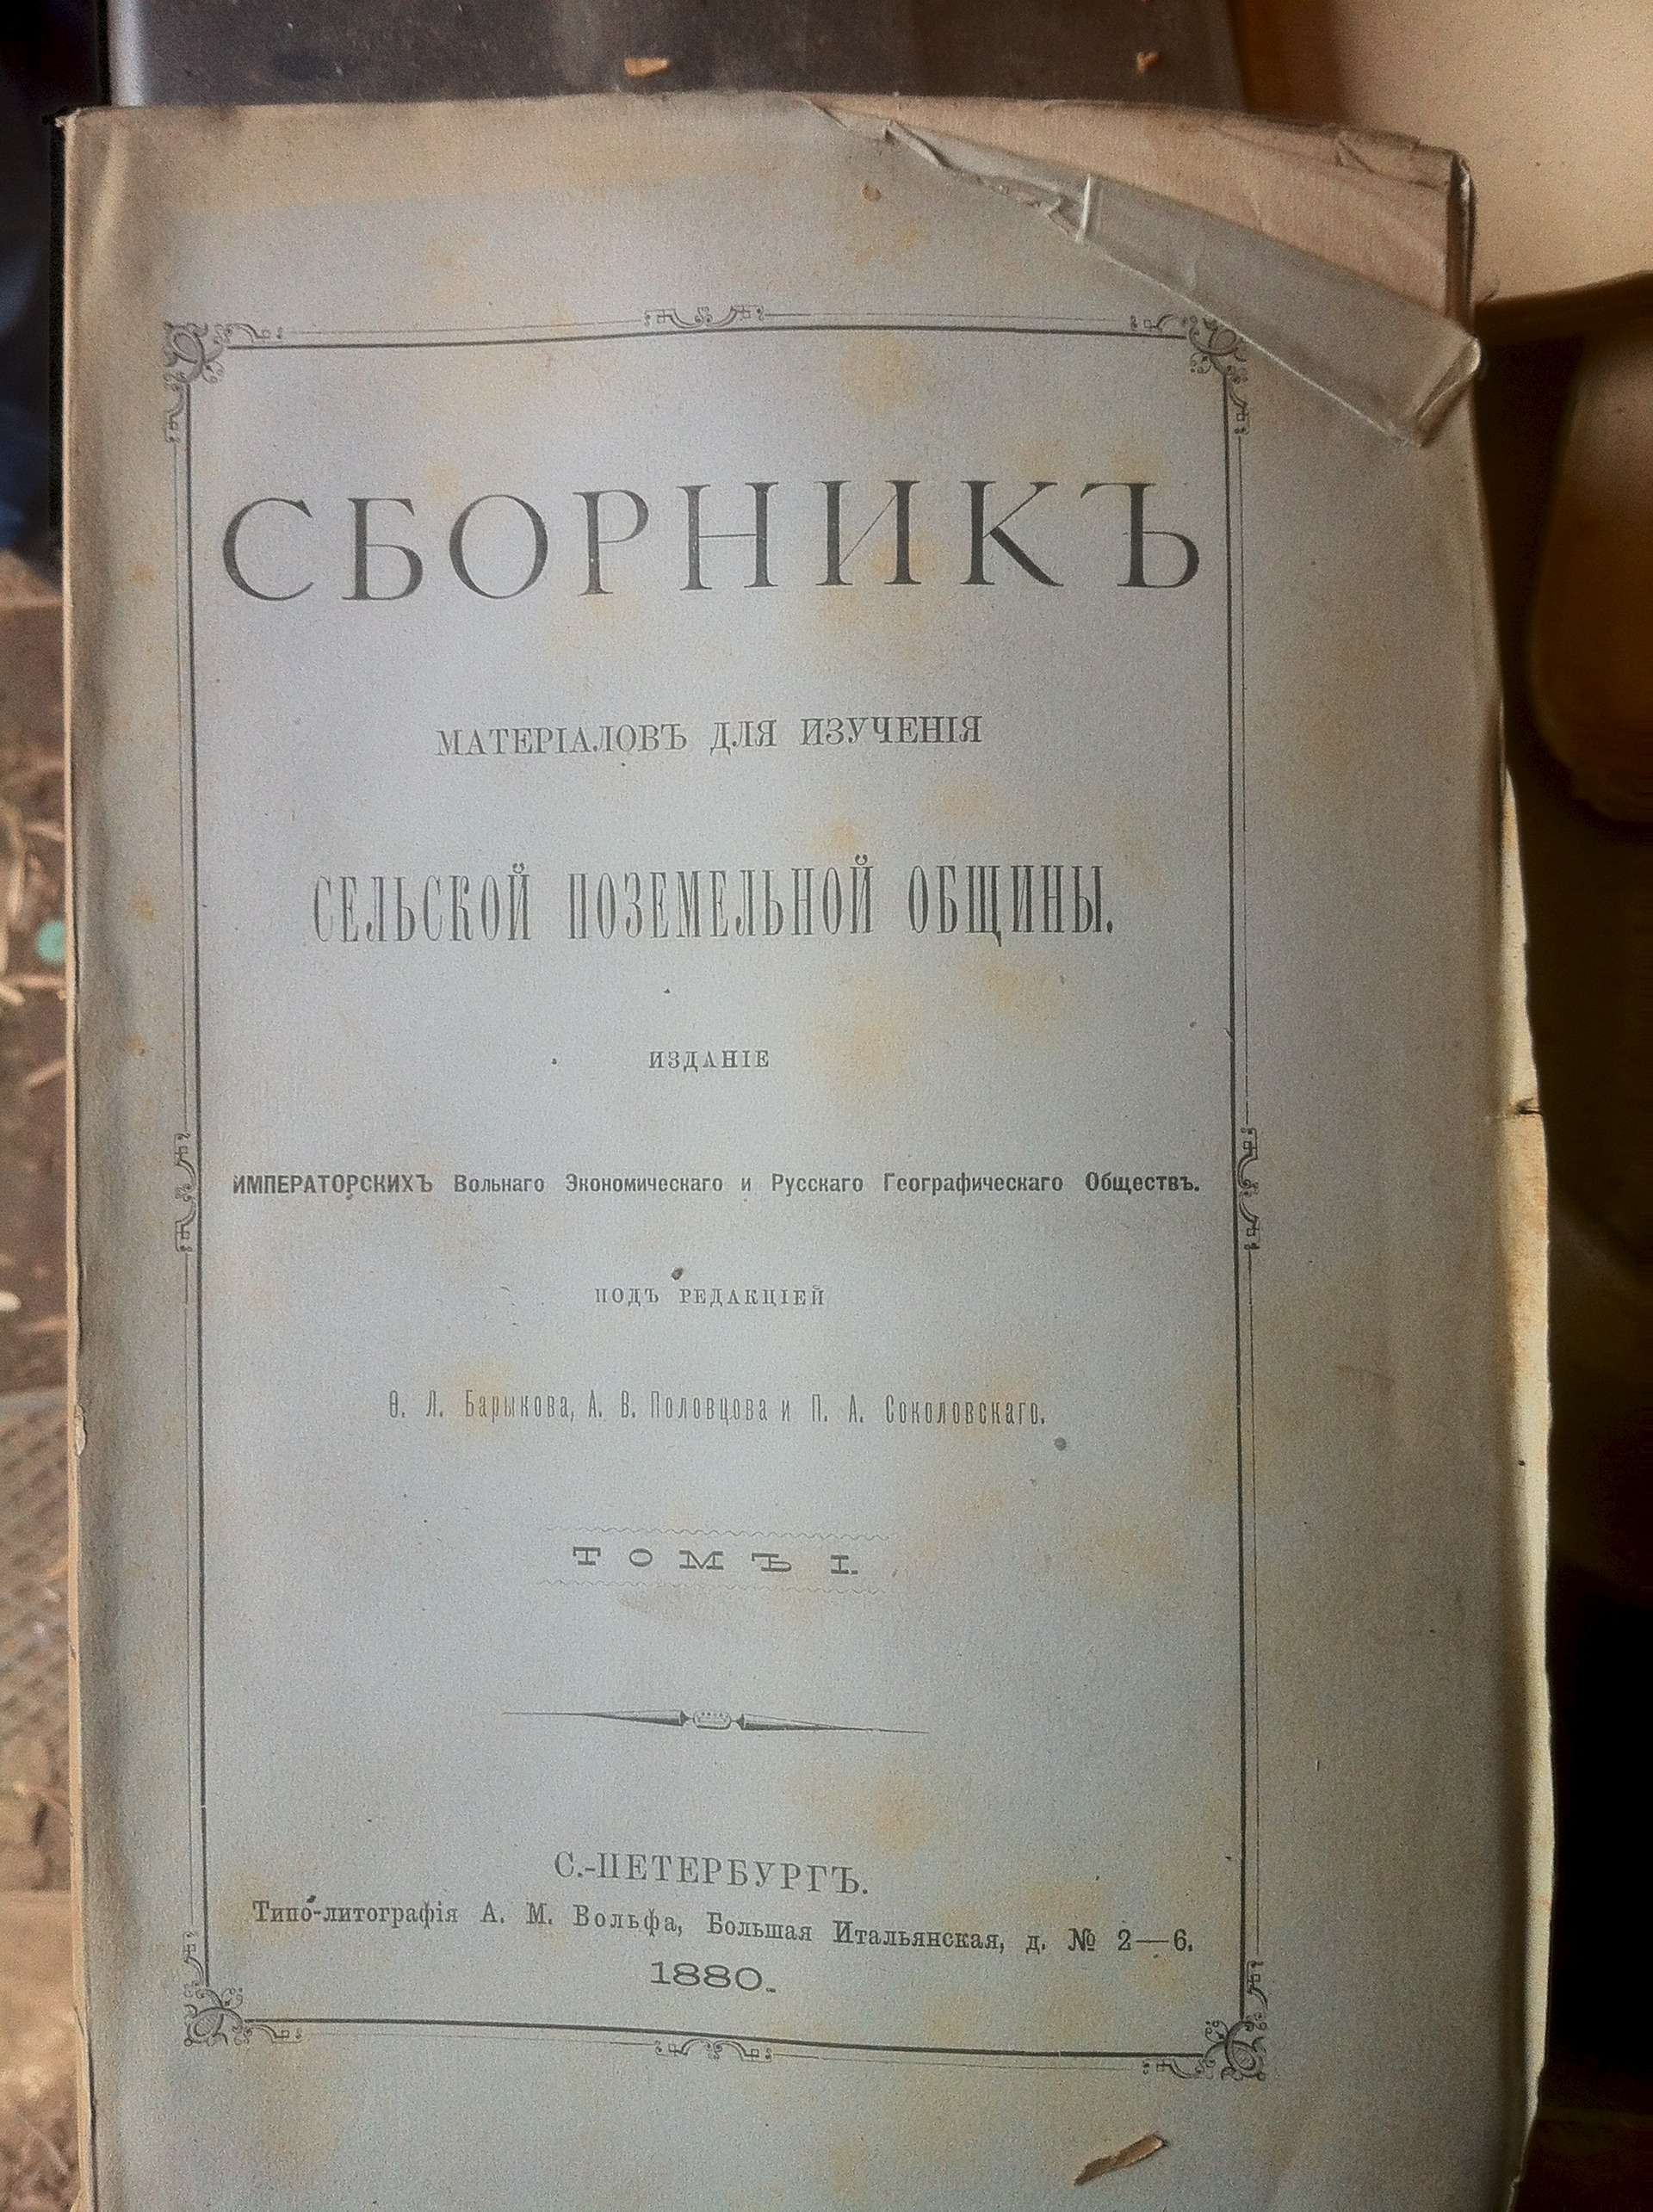 СБОРНИКЪ
МАТЕРІАЛОВЪ ДЛЯ ИЗУЧЕНІЯ
СЕЛЬСКОЙ ПОЗЕМЕЛЬНОЙ ОБЩИНЫ.
ИЗДАНІЕ
ИМПЕРАТОРСКИХЪ Вольнаго Экономическаго и Русскаго Географическаго Обществъ.
ПОДЪ РЕДАКЦІЕЙ
Ѳ. Л. Барыкова, А. В. Половцова и П. А. Соколовскаго.
ТОМЪ I.
С.-ПЕТЕРБУРГЪ.
Типо-литографія А. М. Вольфа, Большая Итальянская, д. № 2—6.
1880.